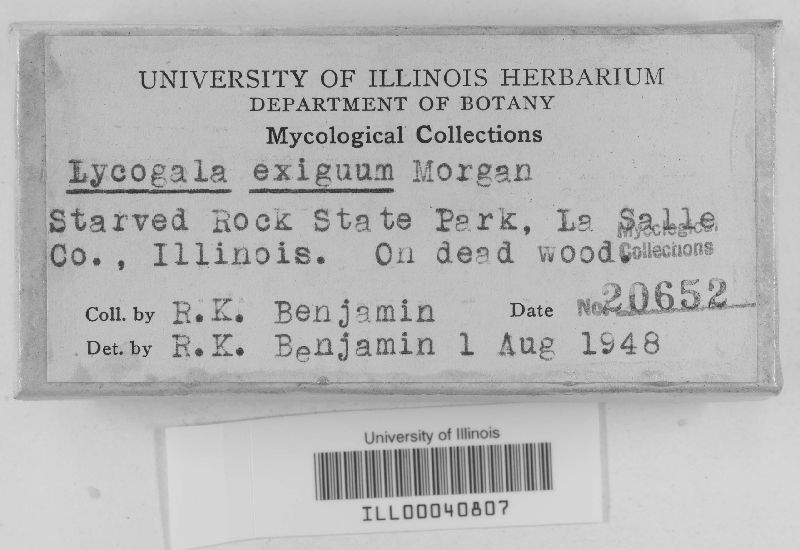 UNIVERSITY OF ILLINOIS HERBARIUM
DEPARTMENT OF BOTANY
Mycological Collections
Lycogala exiguum Morgan
Starved Rock State Park, La Salle
Co., Illinois. On dead wood.
Mycological
Collections
No. 20652
Coll. by R.K. Benjamin Date
Det. by R.K. Benjamin 1 Aug 1948
University of Illinois
ILL00040807